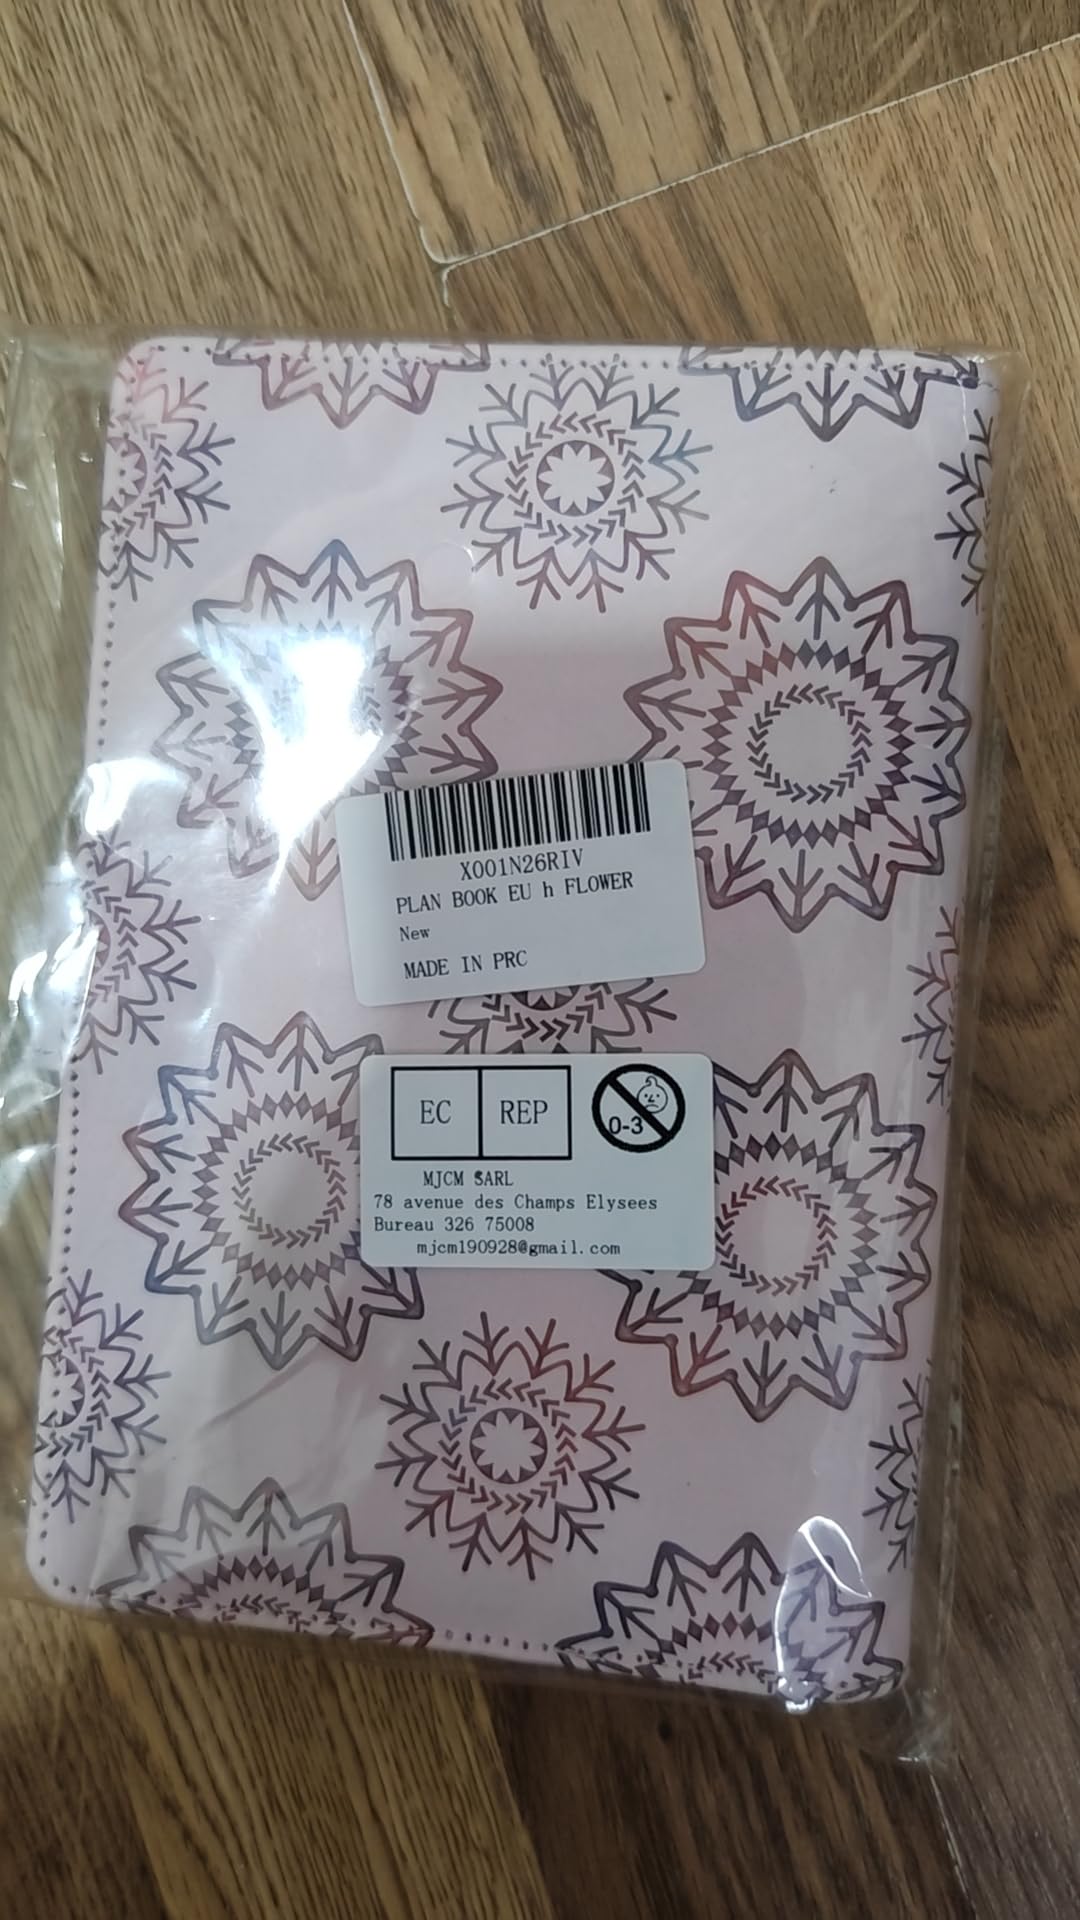 X001N26RIV
PLAN BOOK EU h FLOWER
New
MADE IN PRC
EC REP
0-3
MJCM SARL
78 avenue des Champs Elysees
Bureau 326 75008
mjcm190928@gmail.com